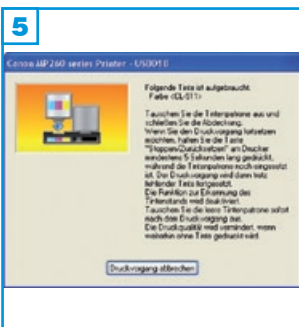 5
Canon MP260 series Printer - USB010
Folgende Tinte ist aufgebraucht.
Farbe <CL-511>
Tauschen Sie die Tintenpatrone aus und
schließen Sie die Abdeckung.
Wenn Sie den Druckvorgang fortsetzen
möchten, halten Sie die Taste
"Stoppen/Zurücksetzen" am Drucker
mindestens 5 Sekunden lang gedrückt,
während die Tintenpatrone noch eingesetzt
ist. Der Druckvorgang wird dann trotz
fehlender Tinte fortgesetzt.
Die Funktion zur Erkennung des
Tintenstands wird deaktiviert.
Tauschen Sie die leere Tintenpatrone sofort
nach dem Druckvorgang aus.
Die Druckqualität wird vermindert, wenn
weiterhin ohne Tinte gedruckt wird.
Druckvorgang abbrechen